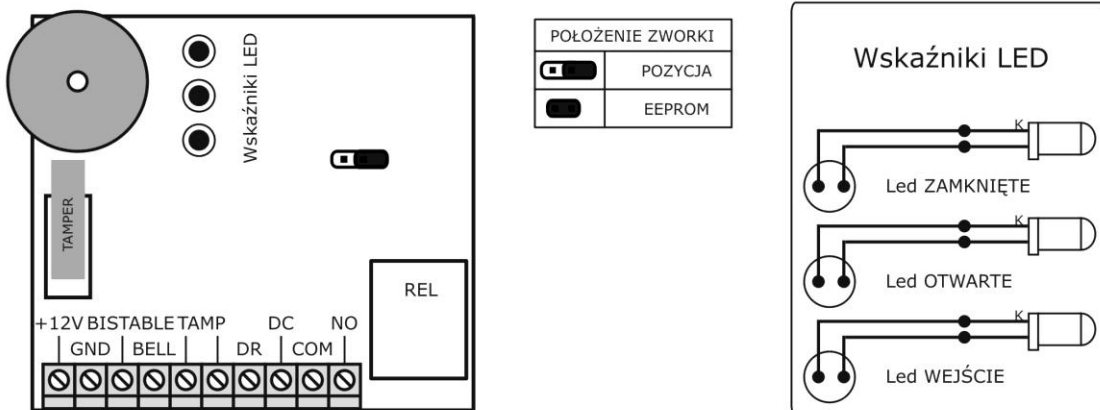 Wskaźniki LED
TAMPER
REL
+12V BISTABLE TAMP DC NO
GND BELL DR COM
POŁOŻENIE ZWORKI
POZYCJA
EEPROM
Wskaźniki LED
K
Led ZAMKNIĘTE
K
Led OTWARTE
K
Led WEJŚCIE